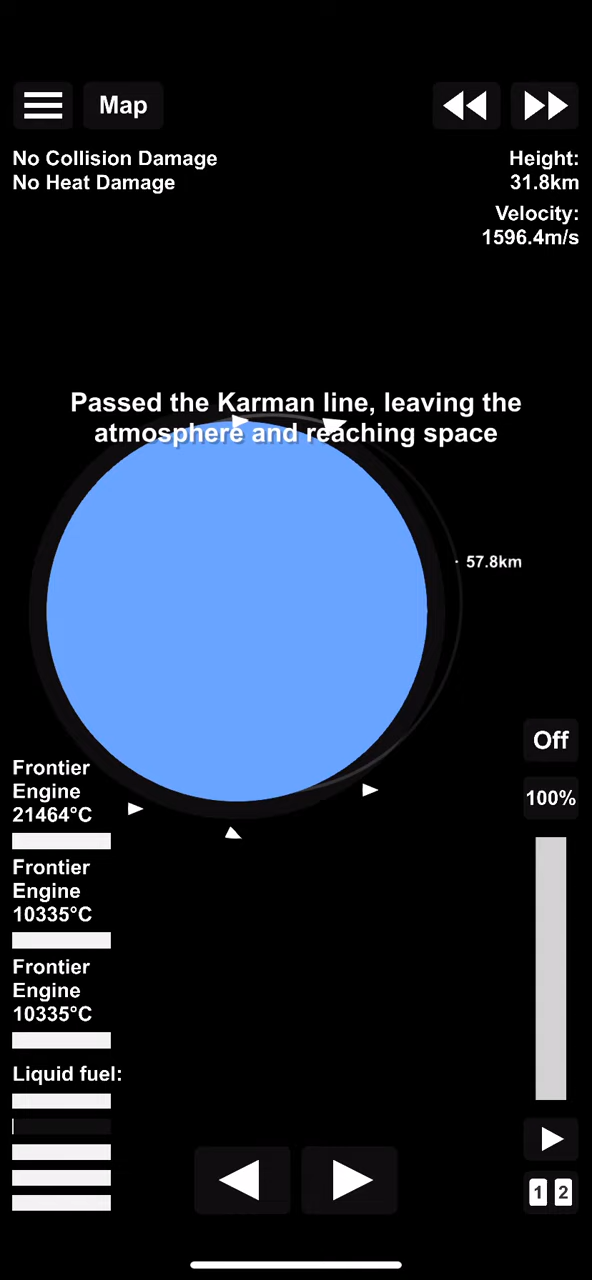 Map
No Collision Damage
No Heat Damage
Height:
31.8km
Velocity:
1596.4m/s
Passed the Karman line, leaving the
atmosphere and reaching space
57.8km
Off
100%
Frontier
Engine
21464°C
Frontier
Engine
10335°C
Frontier
Engine
10335°C
Liquid fuel:
1 2